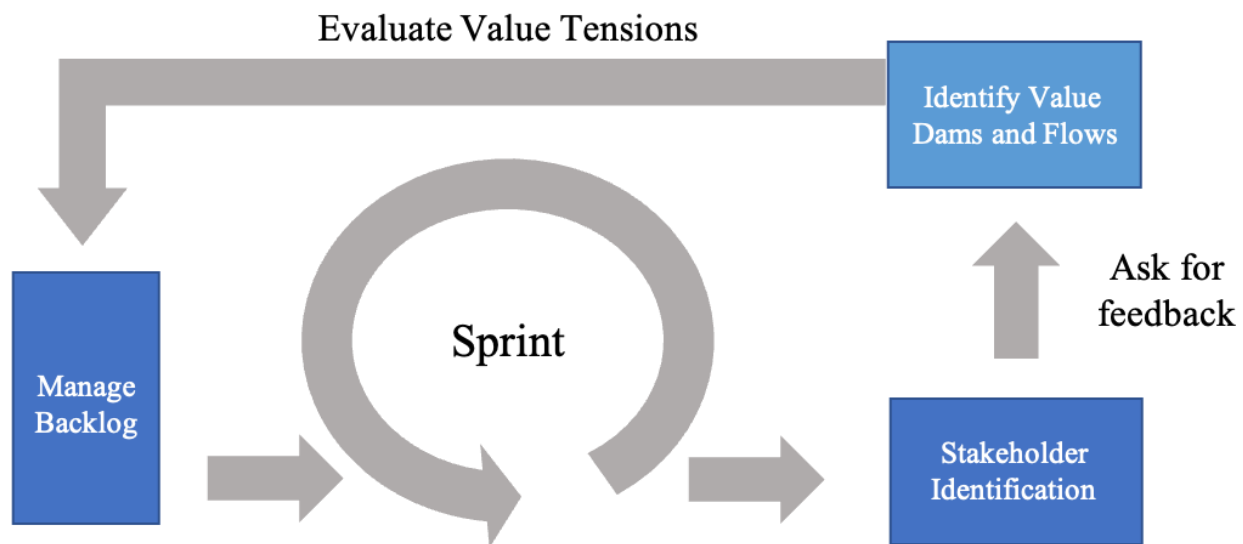 Evaluate Value Tensions
Identify Value
Dams and Flows
Ask for
feedback
Sprint
Manage
Backlog
Stakeholder
Identification